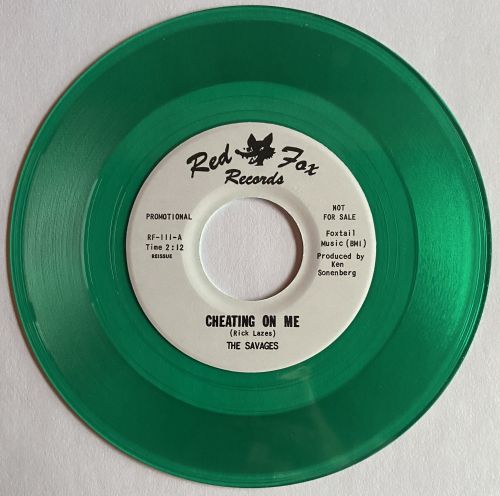 Red Fox
Records
PROMOTIONAL
RF-111-A
Time 2:12
REISSUE
NOT
FOR SALE
Foxtail
Music (BMI)
Produced by
Ken
Sonenberg
CHEATING ON ME
(Rick Lazes)
THE SAVAGES